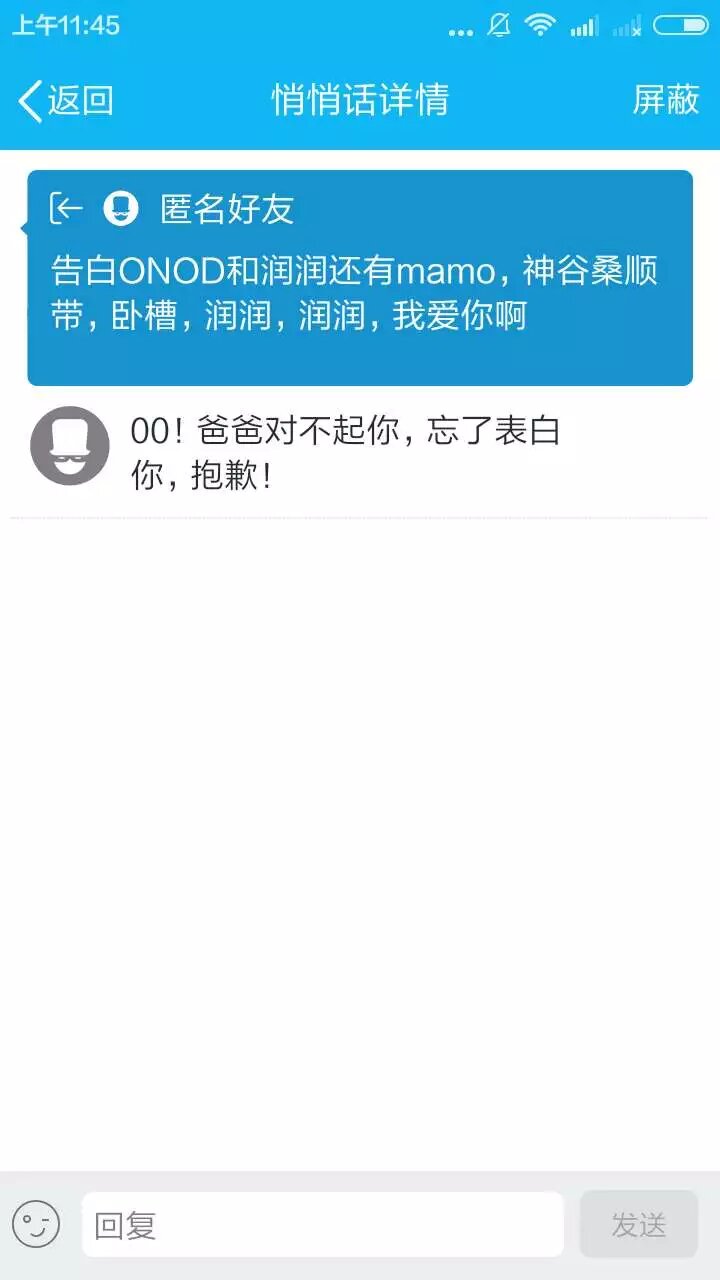 上午11:45
返回
悄悄话详情
屏蔽
匿名好友
告白ONOD和润润还有mamo，神谷桑顺
带，卧槽，润润，润润，我爱你啊
OO！爸爸对不起你，忘了表白
你，抱歉！
回复
发送